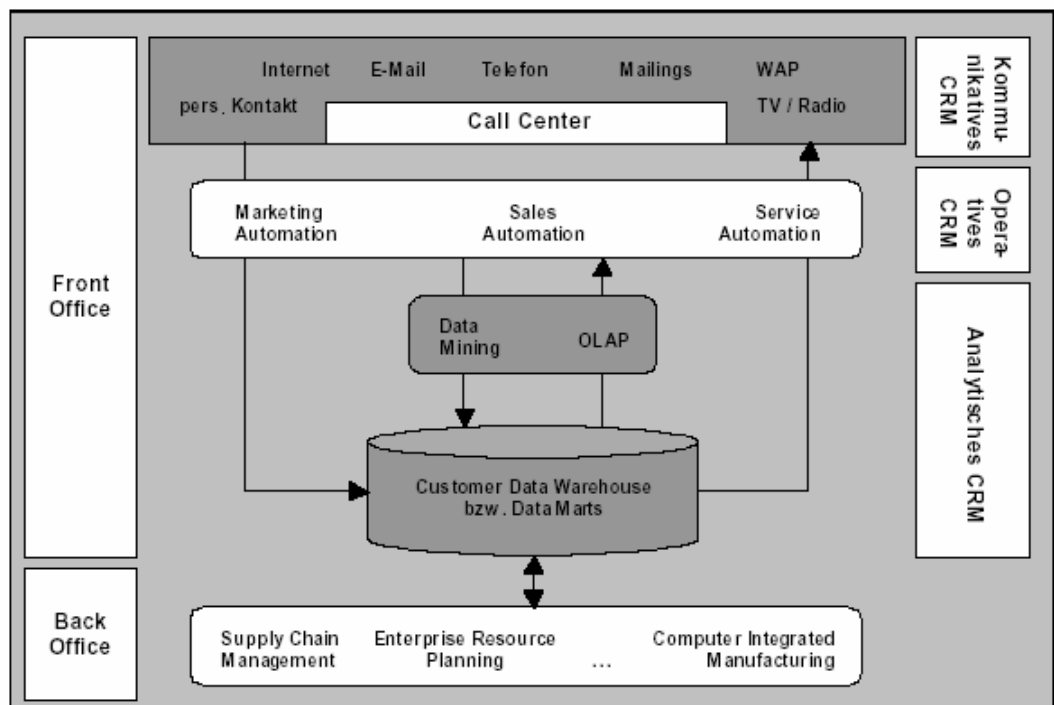 Internet E-Mail Telefon Mailings WAP
pers. Kontakt TV / Radio
Call Center
Kommu-
nikatives
CRM
Marketing
Automation
Sales
Automation
Service
Automation
Opera-
tives
CRM
Front
Office
Data
Mining
OLAP
Analytisches CRM
Customer Data Warehouse
bzw. Data Marts
Back
Office
Supply Chain
Management
Enterprise Resource
Planning
...
Computer Integrated
Manufacturing